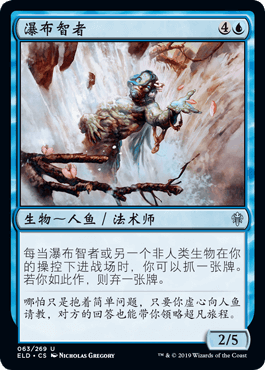 瀑布智者 4
生物～人鱼 / 法术师
每当瀑布智者或另一个非人类生物在你
的操控下进战场时,你可以抓一张牌。
若你如此作,则弃一张牌。
哪怕只是抱着简单问题,只要你虚心向人鱼
请教,对方的回答也能带你领略超凡旅程。
2/5
063/269 U
ELD • CS NICHOLAS GREGORY
™ & © 2019 Wizards of the Coast